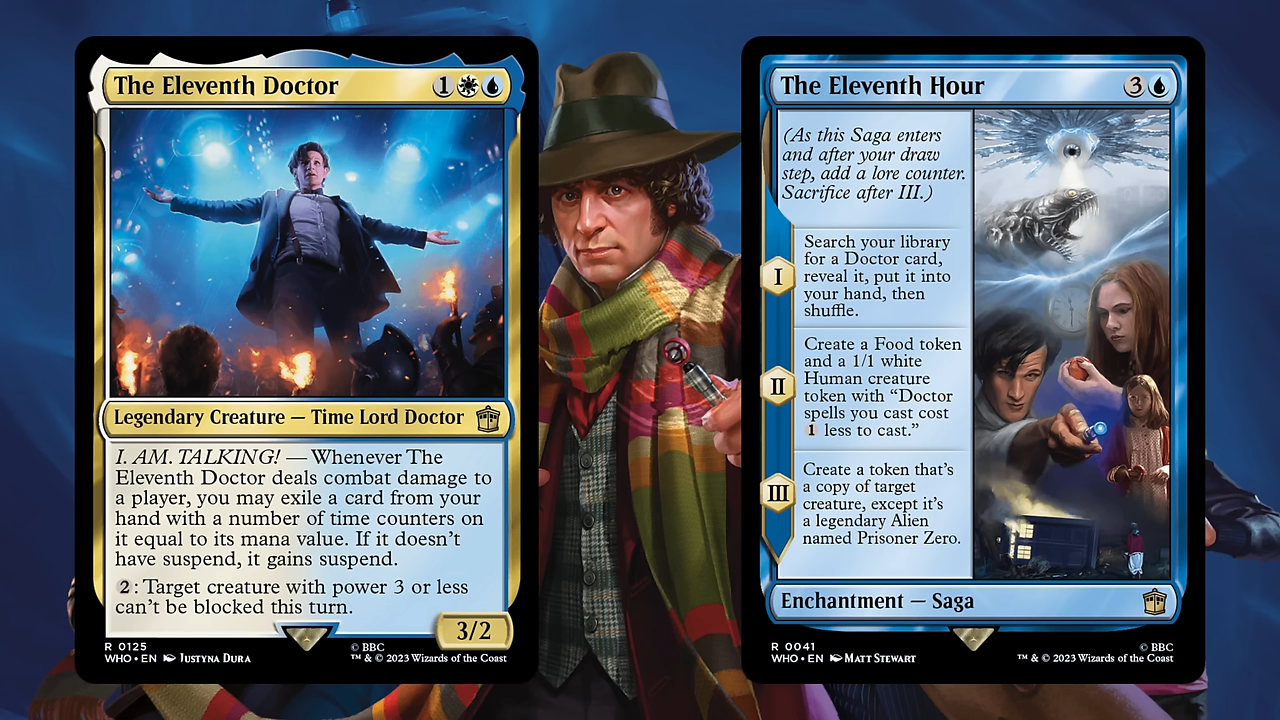 The Eleventh Doctor 1
Legendary Creature — Time Lord Doctor
I. AM. TALKING! — Whenever The
Eleventh Doctor deals combat damage to
a player, you may exile a card from your
hand with a number of time counters on
it equal to its mana value. If it doesn't
have suspend, it gains suspend.
2: Target creature with power 3 or less
can't be blocked this turn.
3/2
R 0125
WHO • EN Justyna Dura
© BBC
™ & © 2023 Wizards of the Coast
The Eleventh Hour 3
(As this Saga enters
and after your draw
step, add a lore counter.
Sacrifice after III.)
I
Search your library
for a Doctor card,
reveal it, put it into
your hand, then
shuffle.
II
Create a Food token
and a 1/1 white
Human creature
token with “Doctor
spells you cast cost
1 less to cast.”
III
Create a token that's
a copy of target
creature, except it's
a legendary Alien
named Prisoner Zero.
Enchantment — Saga
R 0041
WHO • EN Matt Stewart
© BBC
™ & © 2023 Wizards of the Coast